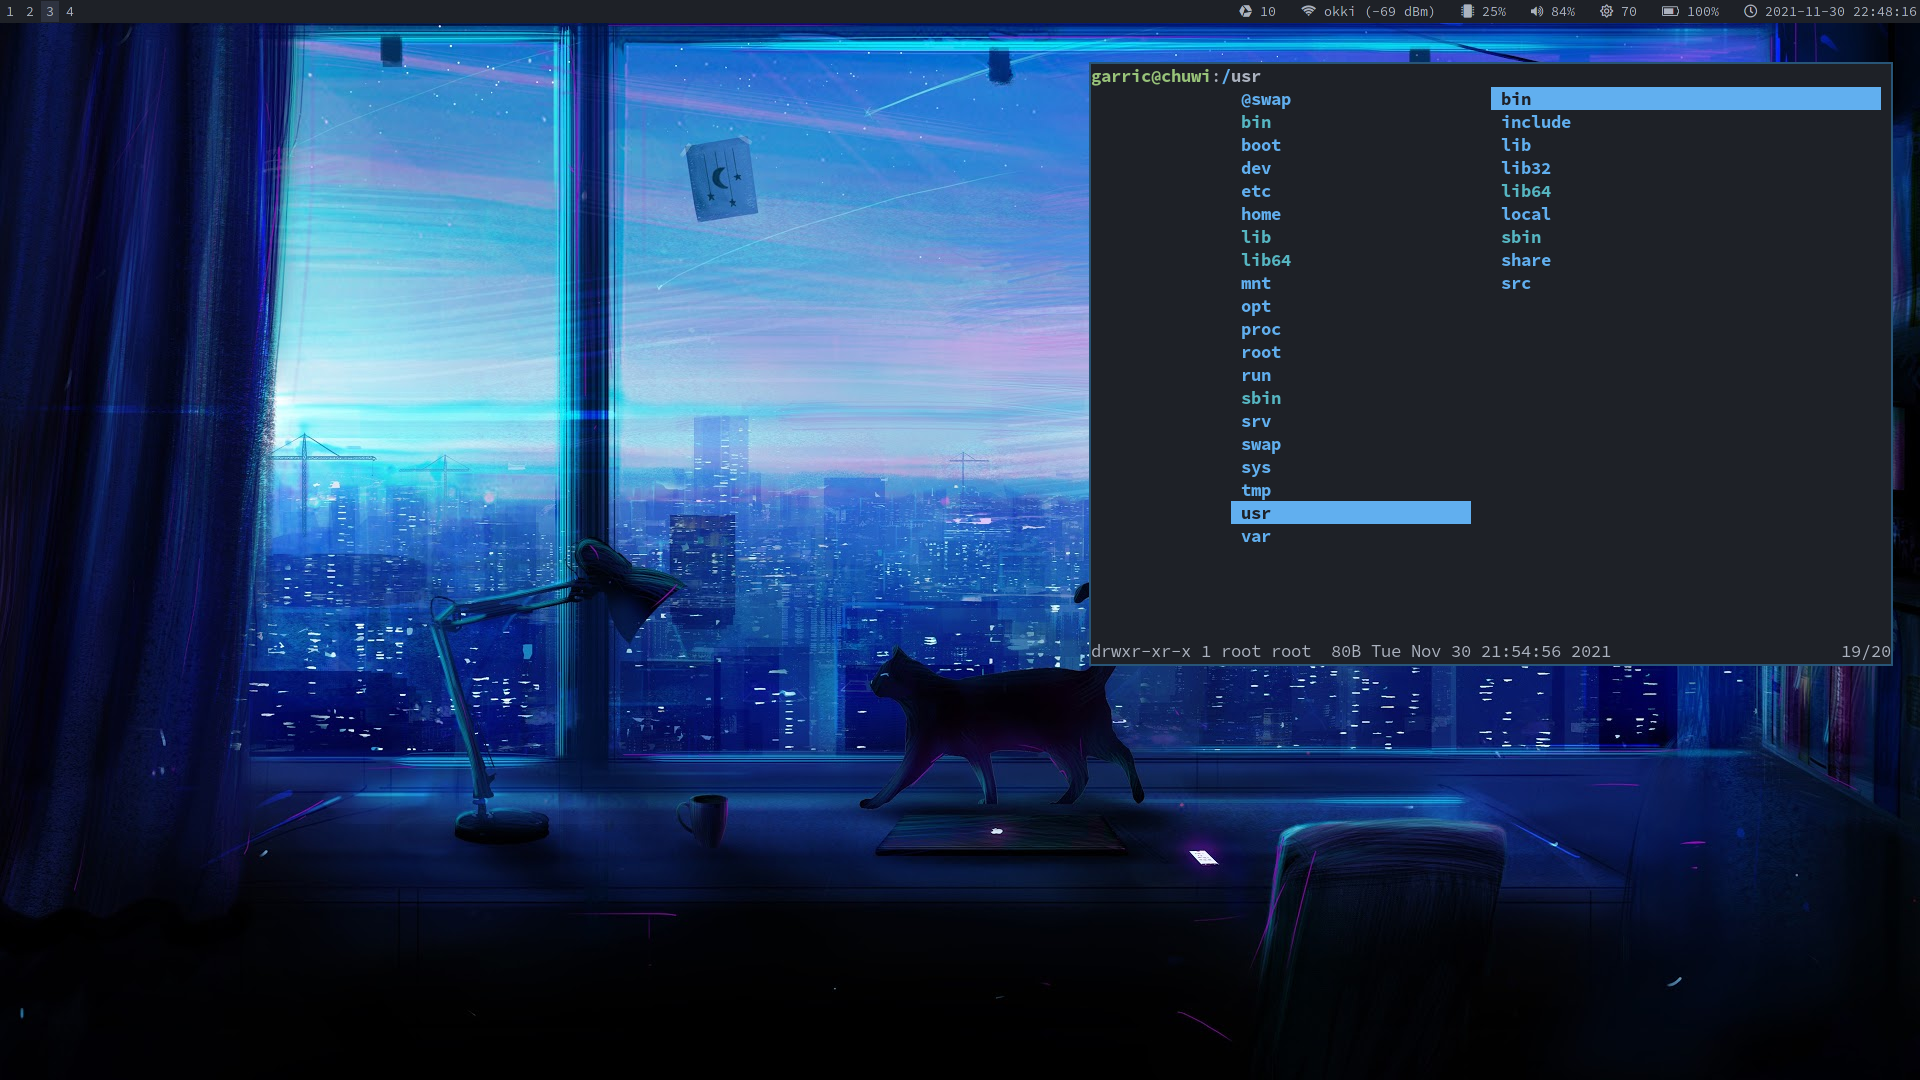 1 2 3 4 10 okki (-69 dBm) 25% 84% 70 100% 2021-11-30 22:48:16
garric@chuwi:/usr
@swap
bin
boot
dev
etc
home
lib
lib64
mnt
opt
proc
root
run
sbin
srv
swap
sys
tmp
usr
var
bin
include
lib
lib32
lib64
local
sbin
share
src
drwxr-xr-x 1 root root 80B Tue Nov 30 21:54:56 2021 19/20